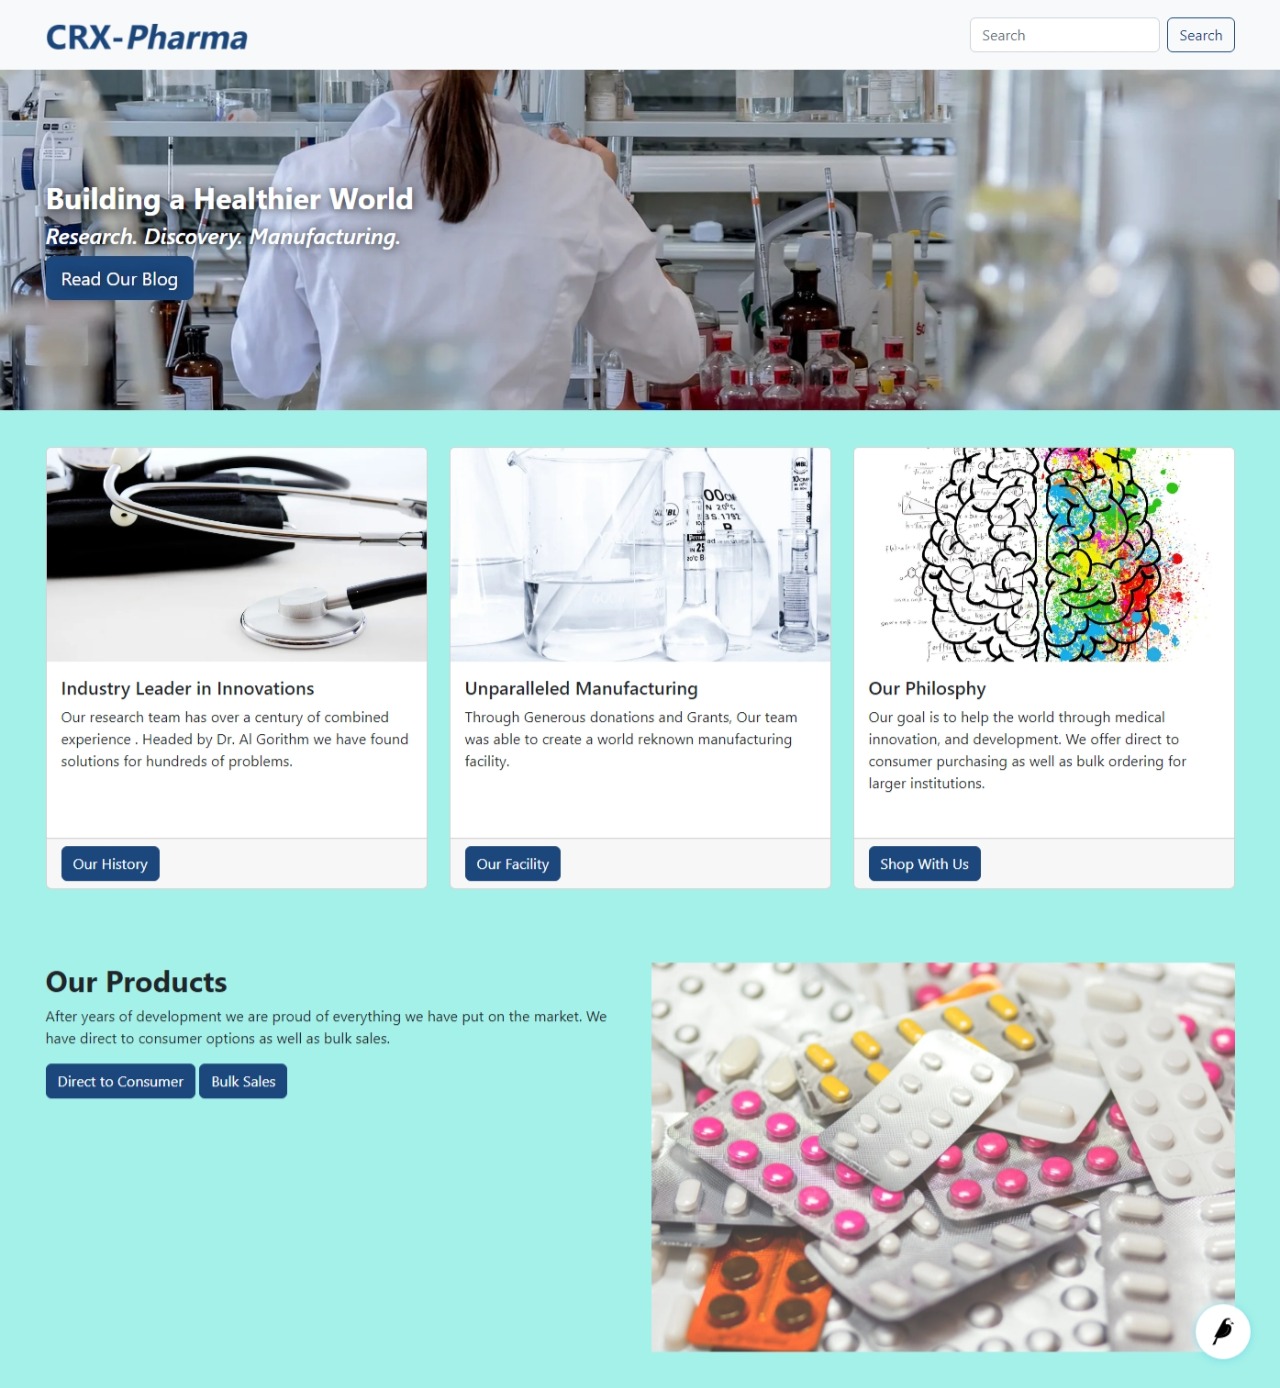 CRX-Pharma
Search
Search
Building a Healthier World
Research. Discovery. Manufacturing.
Read Our Blog
Industry Leader in Innovations
Our research team has over a century of combined
experience . Headed by Dr. Al Gorithm we have found
solutions for hundreds of problems.
Our History
Unparalleled Manufacturing
Through Generous donations and Grants, Our team
was able to create a world reknown manufacturing
facility.
Our Facility
Our Philosphy
Our goal is to help the world through medical
innovation, and development. We offer direct to
consumer purchasing as well as bulk ordering for
larger institutions.
Shop With Us
Our Products
After years of development we are proud of everything we have put on the market. We
have direct to consumer options as well as bulk sales.
Direct to Consumer
Bulk Sales